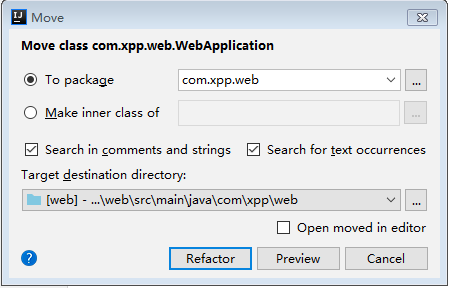 Move
Move class com.xpp.web.WebApplication
To package com.xpp.web ...
Make inner class of ...
Search in comments and strings Search for text occurrences
Target destination directory:
[web] - ...\web\src\main\java\com\xpp\web ...
Open moved in editor
? Refactor Preview Cancel